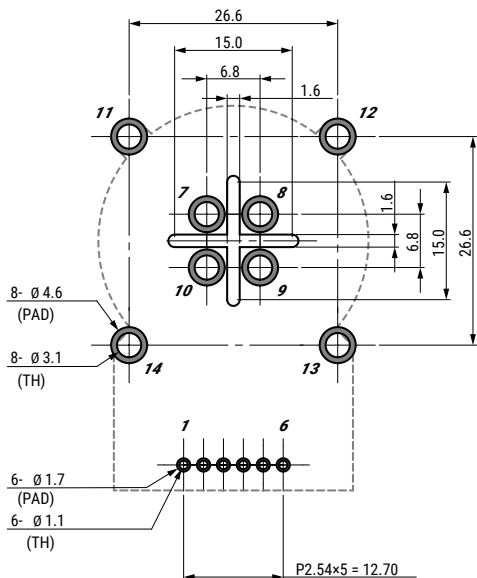 26.6
15.0
6.8
1.6
11
12
7
8
1.6
6.8
15.0
26.6
10
9
8- Ø 4.6
(PAD)
8- Ø 3.1
(TH)
14
13
1
6
6- Ø 1.7
(PAD)
6- Ø 1.1
(TH)
P2.54×5 = 12.70